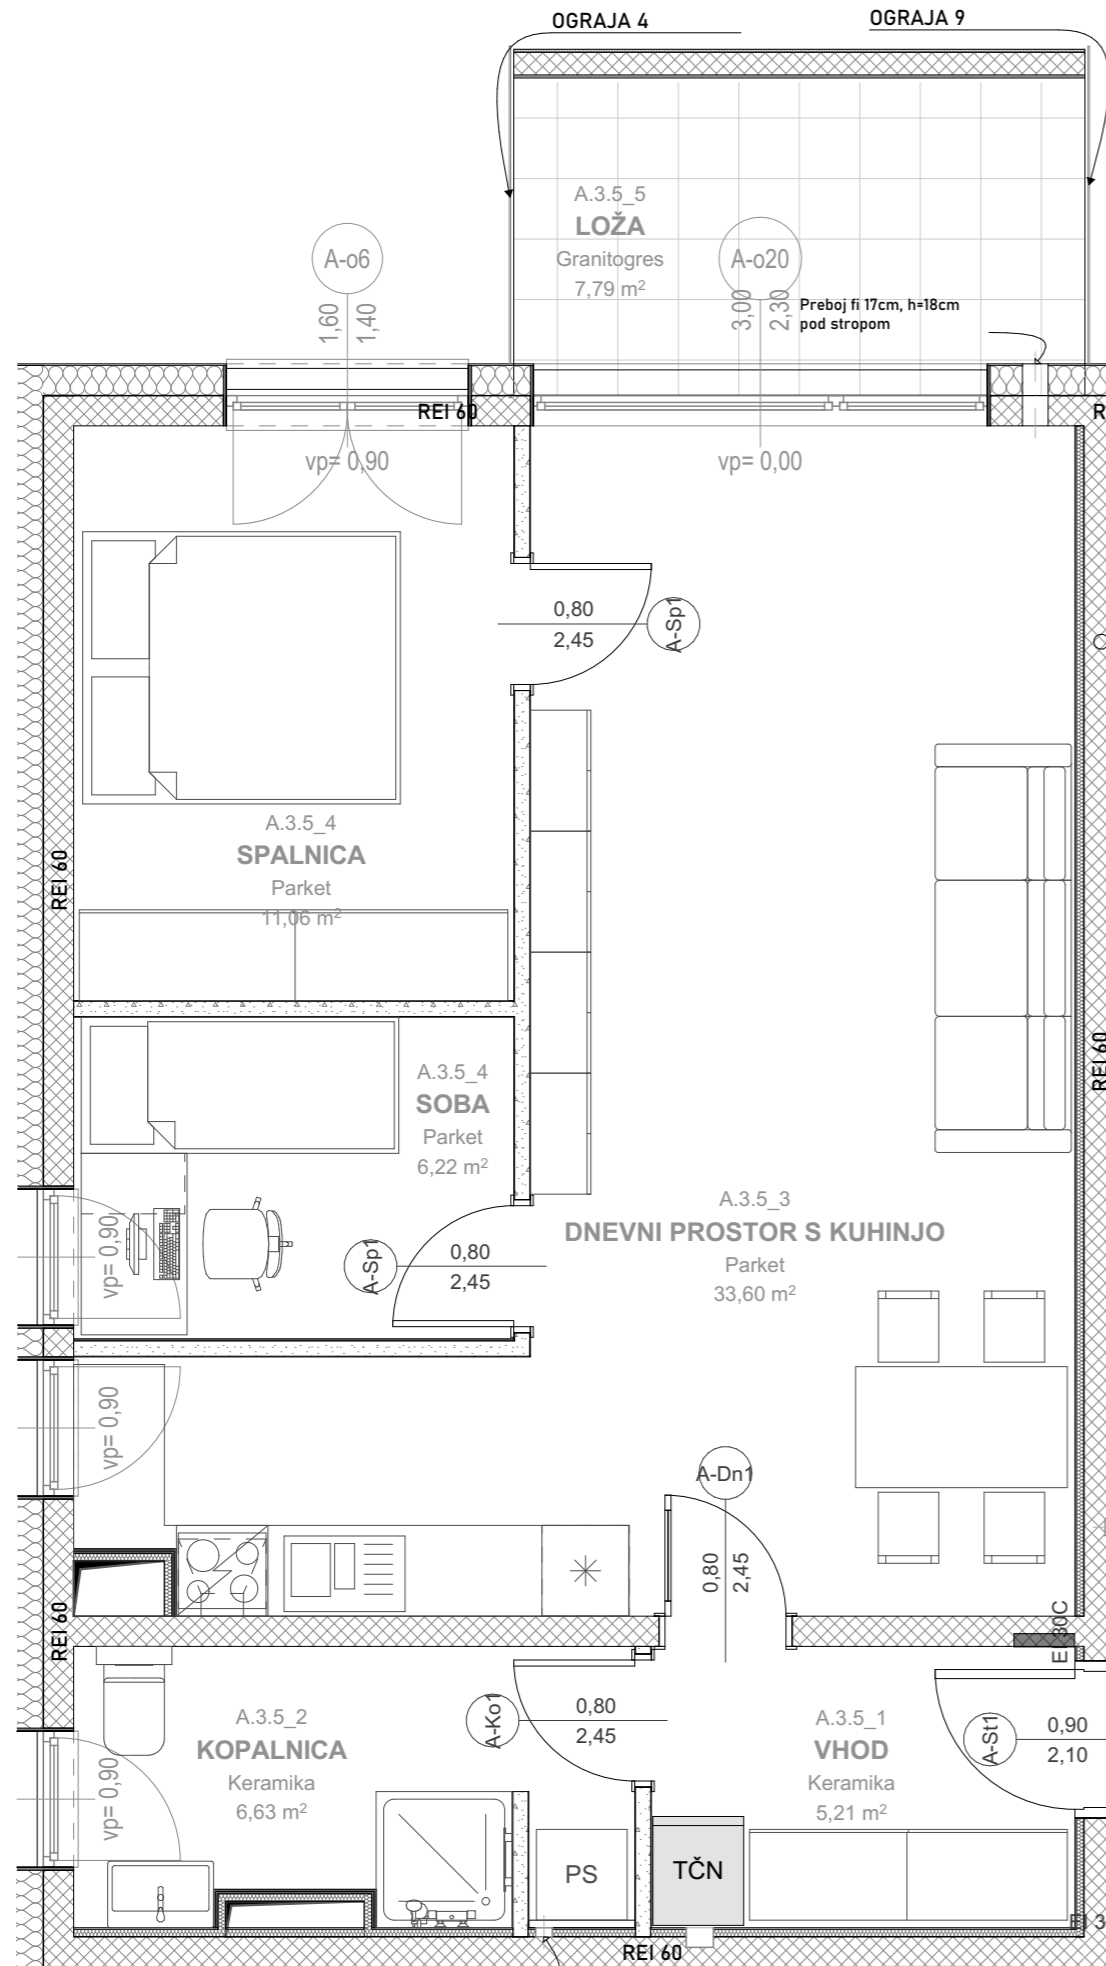 OGRAJA 4
OGRAJA 9
A.3.5_5
LOŽA
Granitogres
7,79 m²
A-o6
1,60
1,40
A-o20
3,00
2,30
Preboj fi 17cm, h=18cm
pod stropom
REI 60
R
vp= 0,90
vp= 0,00
0,80
2,45
A-Sp1
A.3.5_4
SPALNICA
Parket
11,06 m²
REI 60
REI 60
A.3.5_4
SOBA
Parket
6,22 m²
vp= 0,90
A-Sp1
0,80
2,45
A.3.5_3
DNEVNI PROSTOR S KUHINJO
Parket
33,60 m²
vp= 0,90
A-Dn1
0,80
2,45
REI 60
A.3.5_2
KOPALNICA
Keramika
6,63 m²
vp= 0,90
A-Ko1
0,80
2,45
A.3.5_1
VHOD
Keramika
5,21 m²
A-St1
0,90
2,10
PS
TČN
REI 60